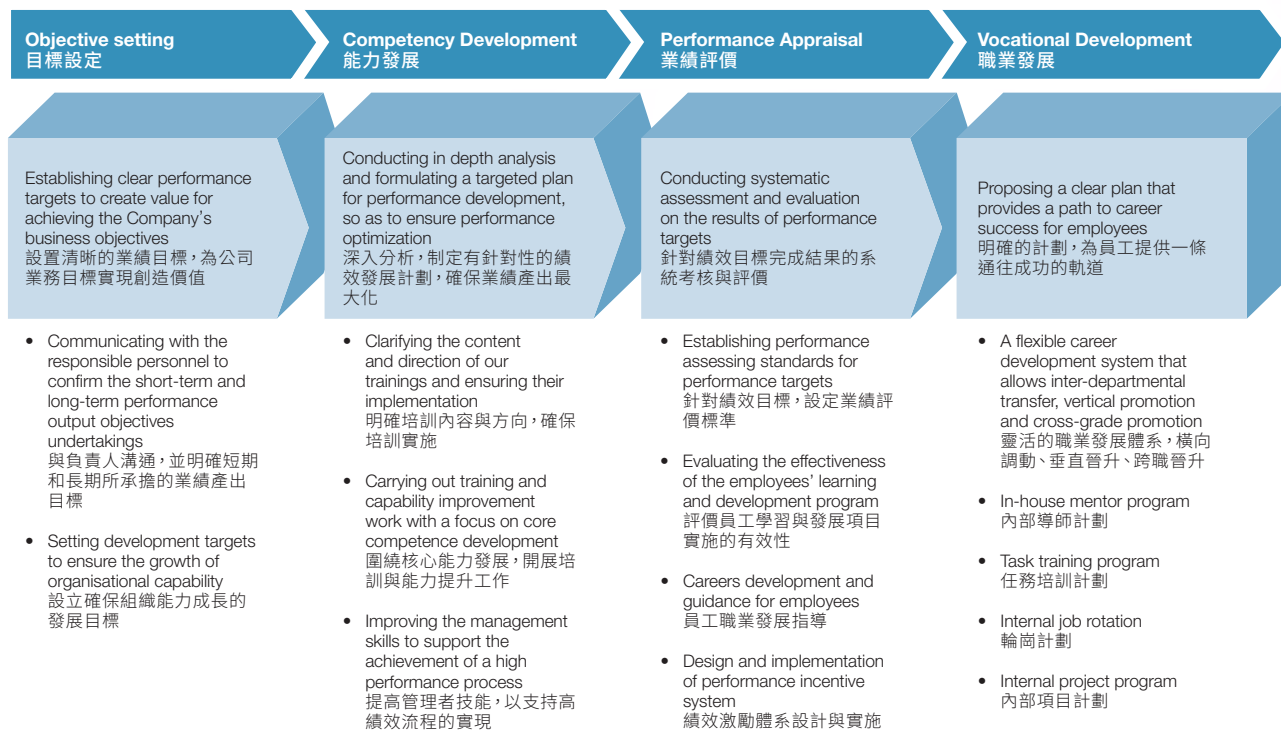 Objective setting
目標設定
Competency Development
能力發展
Performance Appraisal
業績評價
Vocational Development
職業發展
Establishing clear performance
targets to create value for
achieving the Company's
business objectives
設置清晰的業績目標，為公司
業務目標實現創造價值
Conducting in depth analysis
and formulating a targeted plan
for performance development,
so as to ensure performance
optimization
深入分析，制定有針對性的績
效發展計劃，確保業績產出最
大化
Conducting systematic
assessment and evaluation
on the results of performance
targets
針對績效目標完成結果的系
統考核與評價
Proposing a clear plan that
provides a path to career
success for employees
明確的計劃，為員工提供一條
通往成功的軌道
• Communicating with the
responsible personnel to
confirm the short-term and
long-term performance
output objectives
undertakings
與負責人溝通，並明確短期
和長期所承擔的業績產出
目標
• Setting development targets
to ensure the growth of
organisational capability
設立確保組織能力成長的
發展目標
• Clarifying the content
and direction of our
trainings and ensuring their
implementation
明確培訓內容與方向，確保
培訓實施
• Carrying out training and
capability improvement
work with a focus on core
competence development
圍繞核心能力發展，開展培
訓與能力提升工作
• Improving the management
skills to support the
achievement of a high
performance process
提高管理者技能，以支持高
績效流程的實現
• Establishing performance
assessing standards for
performance targets
針對績效目標，設定業績評
價標準
• Evaluating the effectiveness
of the employees' learning
and development program
評價員工學習與發展項目
實施的有效性
• Careers development and
guidance for employees
員工職業發展指導
• Design and implementation
of performance incentive
system
績效激勵體系設計與實施
• A flexible career
development system that
allows inter-departmental
transfer, vertical promotion
and cross-grade promotion
靈活的職業發展體系，橫向
調動、垂直晉升、跨職晉升
• In-house mentor program
內部導師計劃
• Task training program
任務培訓計劃
• Internal job rotation
輪崗計劃
• Internal project program
內部項目計劃